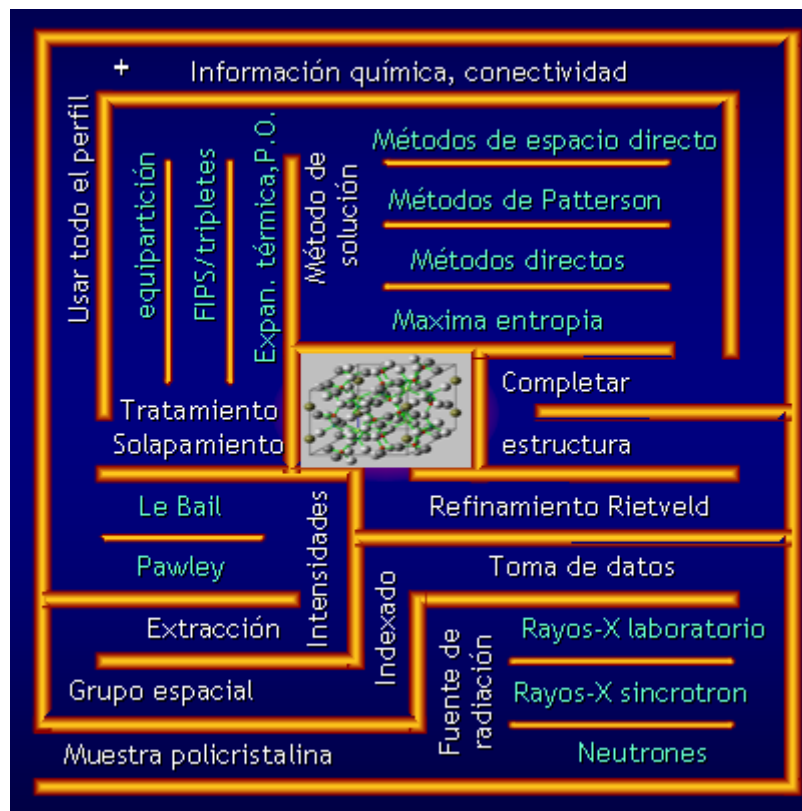 + Información química, conectividad
Usar todo el perfil
equipartición
FIPS/tripletes
Expan. térmica,P.O.
Método de
solución
Métodos de espacio directo
Métodos de Patterson
Métodos directos
Maxima entropia
Tratamiento
Solapamiento
Completar
estructura
Le Bail
Pawley
Intensidades
Refinamiento Rietveld
Extracción
Indexado
Toma de datos
Grupo espacial
Fuente de
radiación
Rayos-X laboratorio
Rayos-X sincrotron
Neutrones
Muestra policristalina